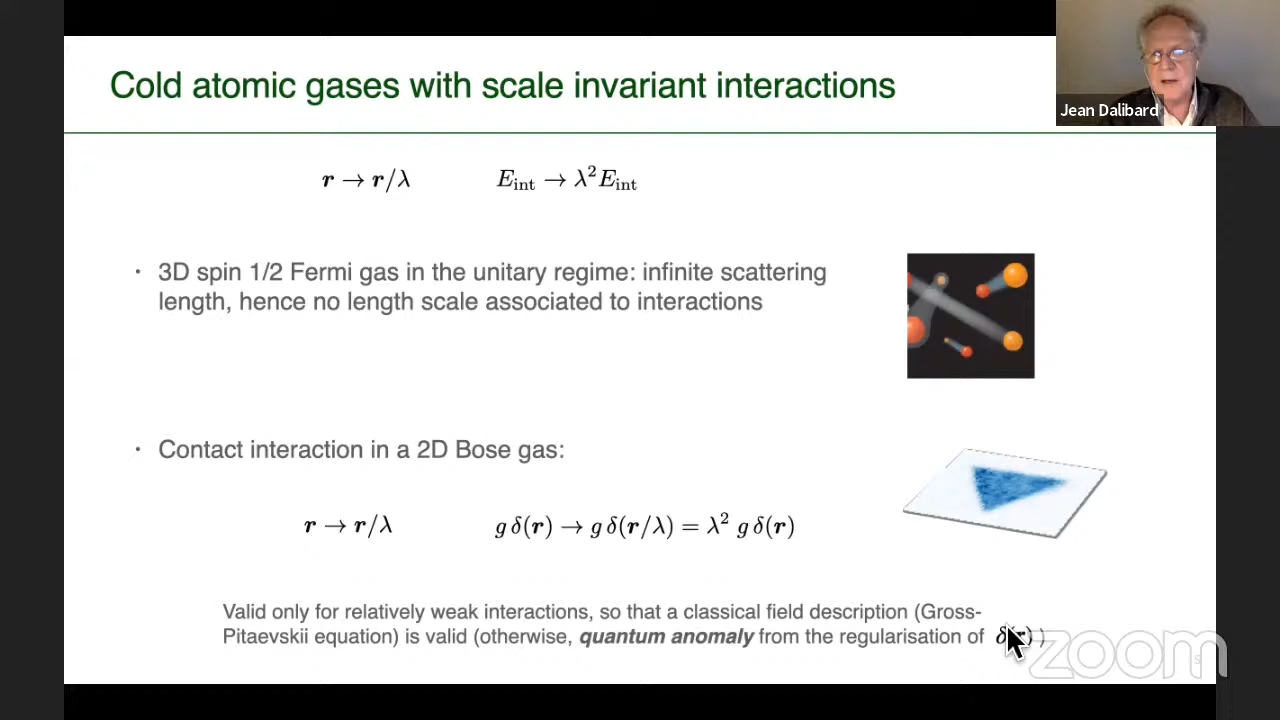 Cold atomic gases with scale invariant interactions
Jean Dalibard
r → r/λ    E_int → λ² E_int
· 3D spin 1/2 Fermi gas in the unitary regime: infinite scattering
length, hence no length scale associated to interactions
· Contact interaction in a 2D Bose gas:
r → r/λ    g δ(r) → g δ(r/λ) = λ² g δ(r)
Valid only for relatively weak interactions, so that a classical field description (Gross-
Pitaevskii equation) is valid (otherwise, quantum anomaly from the regularisation of δ(r))
zoom